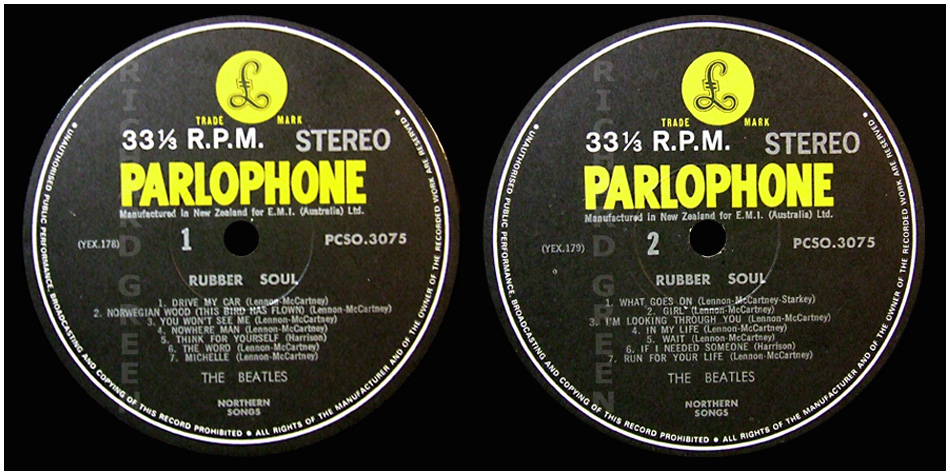 £
TRADE MARK
33⅓ R.P.M. STEREO
PARLOPHONE
Manufactured in New Zealand for E.M.I. (Australia) Ltd.
(YEX.178) 1 PCSO.3075
RUBBER SOUL
1. DRIVE MY CAR (Lennon-McCartney)
2. NORWEGIAN WOOD (THIS BIRD HAS FLOWN) (Lennon-McCartney)
3. YOU WON'T SEE ME (Lennon-McCartney)
4. NOWHERE MAN (Lennon-McCartney)
5. THINK FOR YOURSELF (Harrison)
6. THE WORD (Lennon-McCartney)
7. MICHELLE (Lennon-McCartney)
THE BEATLES
NORTHERN
SONGS
• UNAUTHORISED PUBLIC PERFORMANCE, BROADCASTING AND COPYING OF THIS RECORD PROHIBITED • ALL RIGHTS OF THE MANUFACTURER AND OF THE OWNER OF THE RECORDED WORK ARE RESERVED •
RICHARD GREEN
£
TRADE MARK
33⅓ R.P.M. STEREO
PARLOPHONE
Manufactured in New Zealand for E.M.I. (Australia) Ltd.
(YEX.179) 2 PCSO.3075
RUBBER SOUL
1. WHAT GOES ON (Lennon-McCartney-Starkey)
2. GIRL (Lennon-McCartney)
3. I'M LOOKING THROUGH YOU (Lennon-McCartney)
4. IN MY LIFE (Lennon-McCartney)
5. WAIT (Lennon-McCartney)
6. IF I NEEDED SOMEONE (Harrison)
7. RUN FOR YOUR LIFE (Lennon-McCartney)
THE BEATLES
NORTHERN
SONGS
• UNAUTHORISED PUBLIC PERFORMANCE, BROADCASTING AND COPYING OF THIS RECORD PROHIBITED • ALL RIGHTS OF THE MANUFACTURER AND OF THE OWNER OF THE RECORDED WORK ARE RESERVED •
RICHARD GREEN